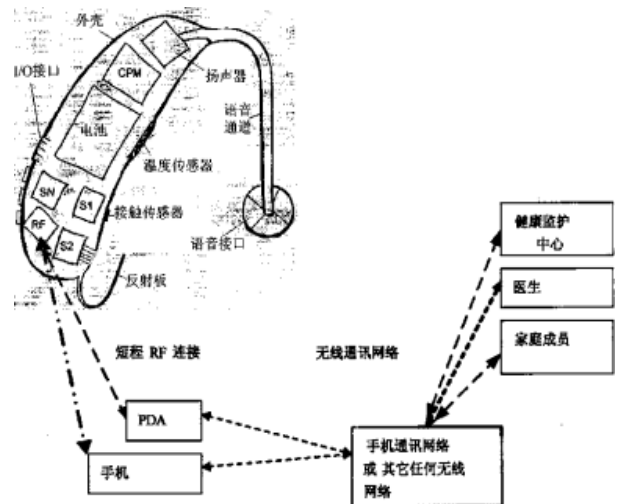 外壳
I/O接口
CPM
扬声器
电池
语音
通道
温度传感器
SN
S1
RF
S2
接触传感器
语音接口
反射板
健康监护
中心
医生
家庭成员
短程 RF 连接
无线通讯网络
PDA
手机
手机通讯网络
或 其它任何无线
网络